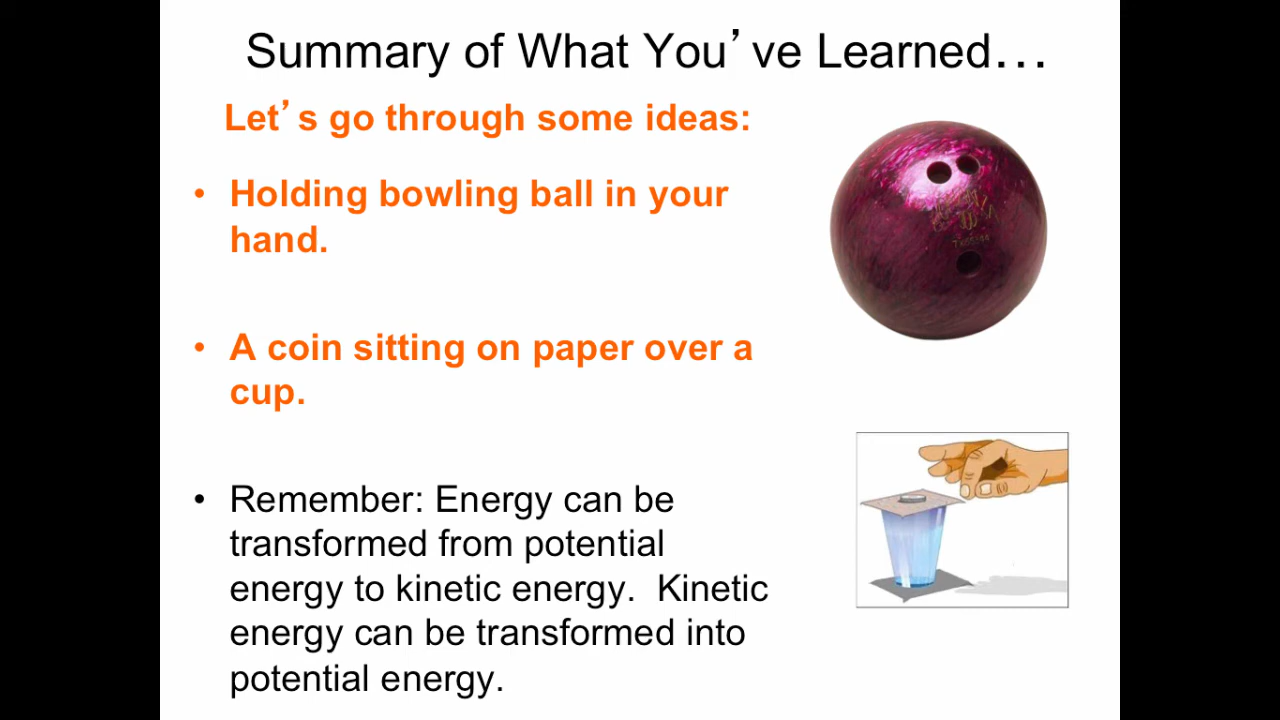 Summary of What You’ve Learned…
Let’s go through some ideas:
• Holding bowling ball in your
hand.
• A coin sitting on paper over a
cup.
• Remember: Energy can be
transformed from potential
energy to kinetic energy.  Kinetic
energy can be transformed into
potential energy.